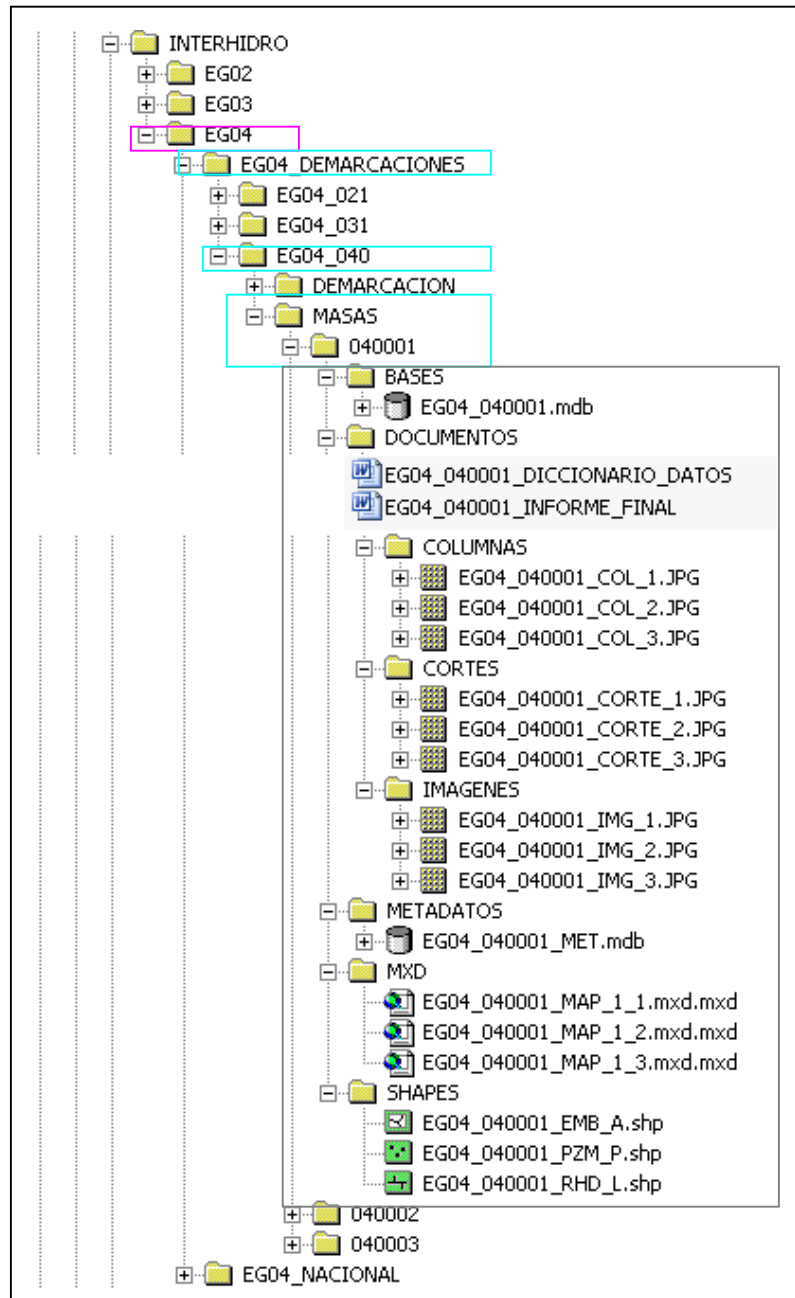 INTERHIDRO
EG02
EG03
EG04
EG04_DEMARCACIONES
EG04_021
EG04_031
EG04_040
DEMARCACION
MASAS
040001
BASES
EG04_040001.mdb
DOCUMENTOS
EG04_040001_DICCIONARIO_DATOS
EG04_040001_INFORME_FINAL
COLUMNAS
EG04_040001_COL_1.JPG
EG04_040001_COL_2.JPG
EG04_040001_COL_3.JPG
CORTES
EG04_040001_CORTE_1.JPG
EG04_040001_CORTE_2.JPG
EG04_040001_CORTE_3.JPG
IMAGENES
EG04_040001_IMG_1.JPG
EG04_040001_IMG_2.JPG
EG04_040001_IMG_3.JPG
METADATOS
EG04_040001_MET.mdb
MXD
EG04_040001_MAP_1_1.mxd.mxd
EG04_040001_MAP_1_2.mxd.mxd
EG04_040001_MAP_1_3.mxd.mxd
SHAPES
EG04_040001_EMB_A.shp
EG04_040001_PZM_P.shp
EG04_040001_RHD_L.shp
040002
040003
EG04_NACIONAL